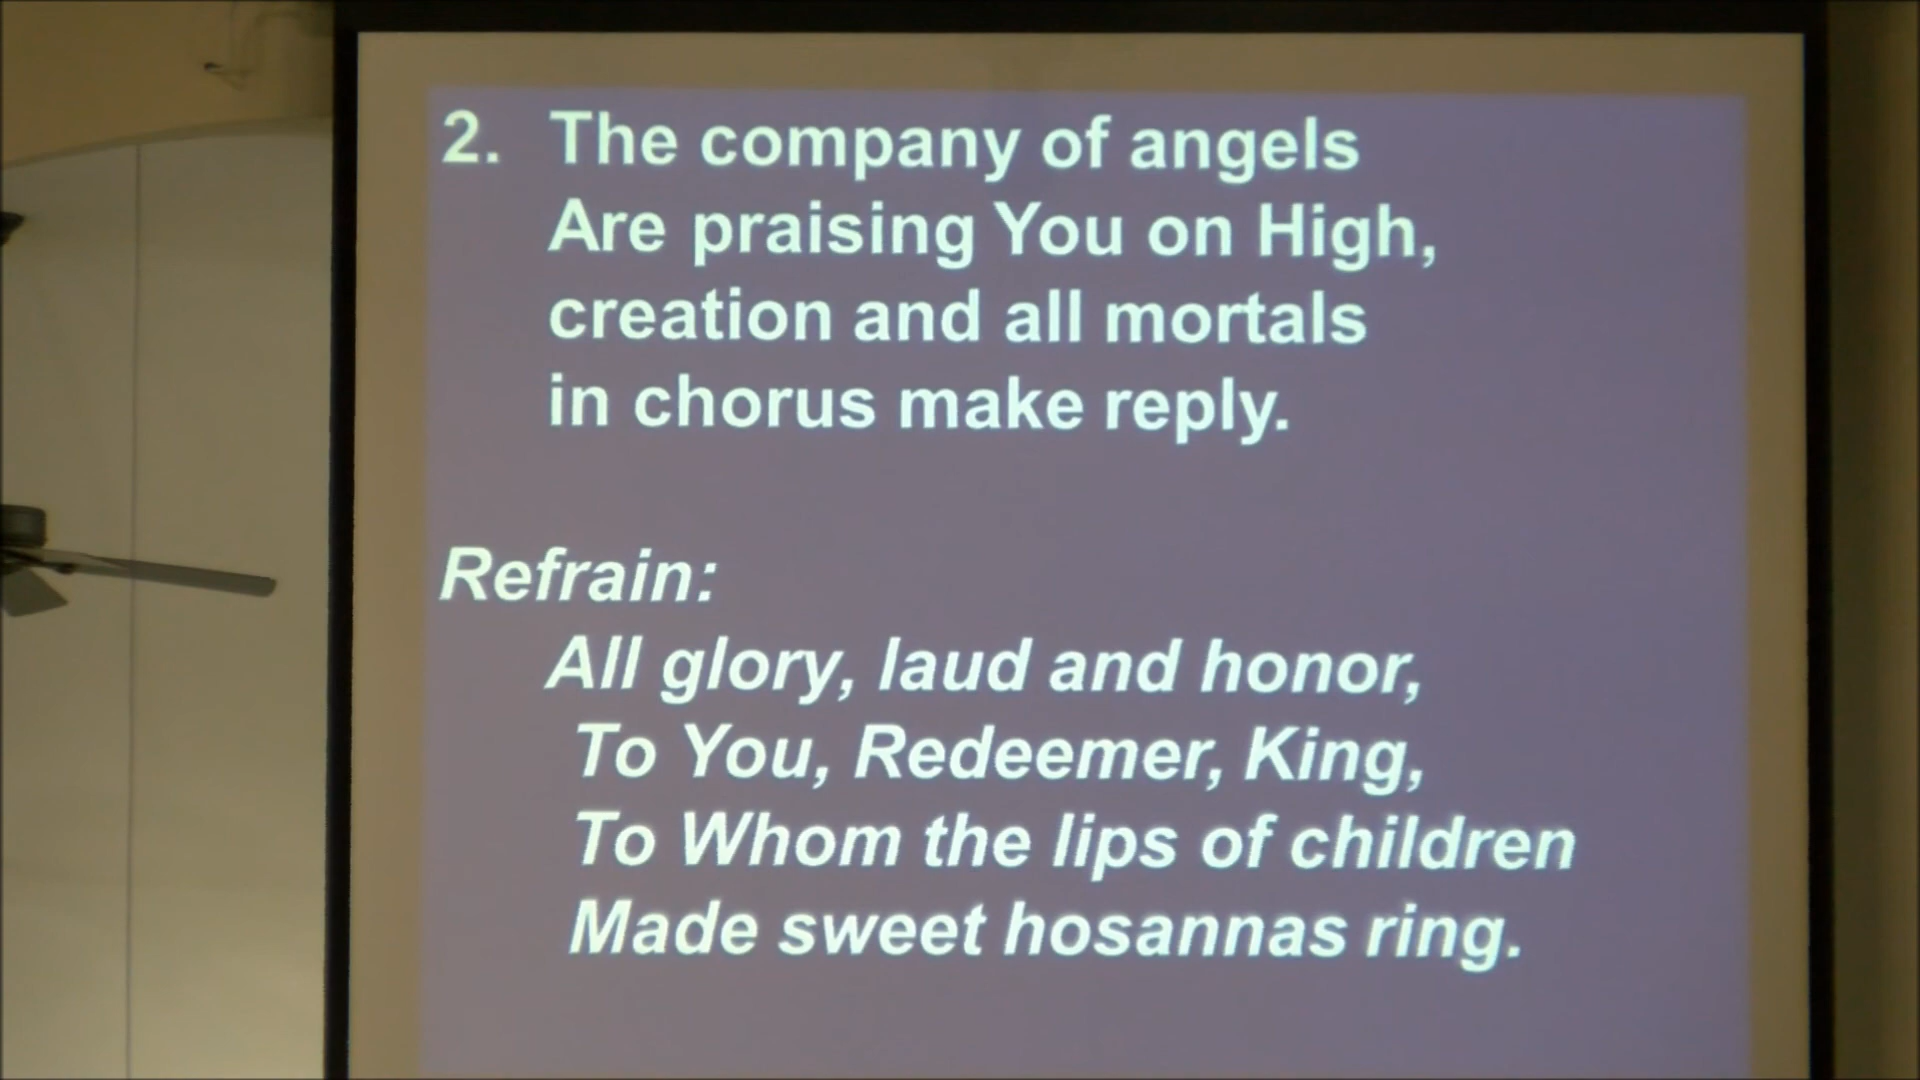 2. The company of angels
Are praising You on High,
creation and all mortals
in chorus make reply.
Refrain:
All glory, laud and honor,
To You, Redeemer, King,
To Whom the lips of children
Made sweet hosannas ring.